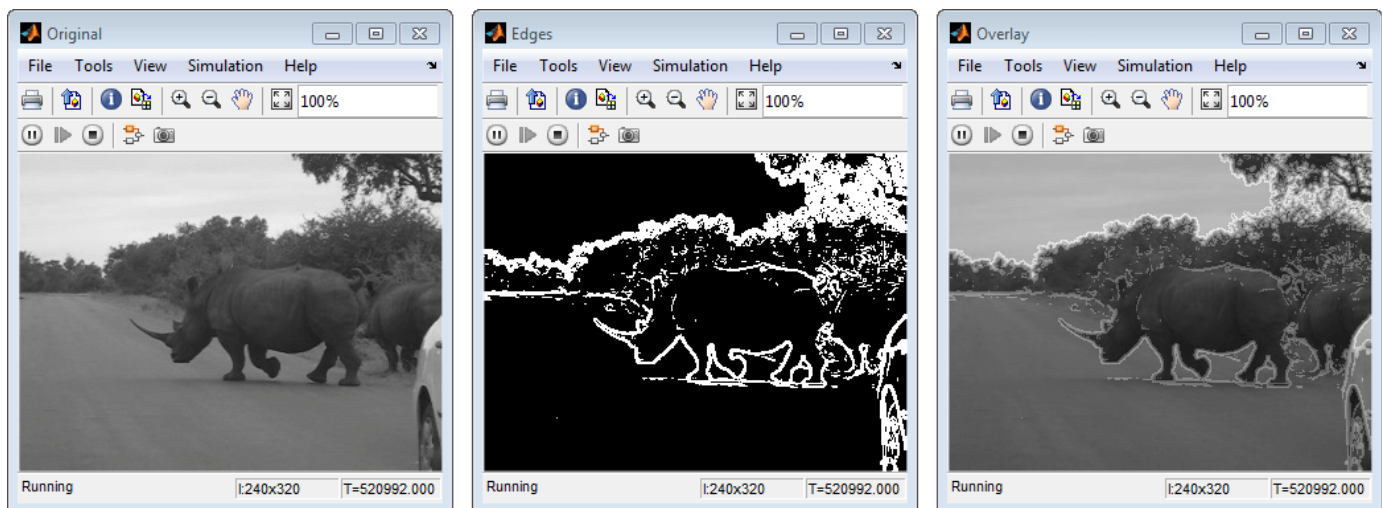 Original
File Tools View Simulation Help
100%
Running I:240x320 T=520992.000
Edges
File Tools View Simulation Help
100%
Running I:240x320 T=520992.000
Overlay
File Tools View Simulation Help
100%
Running I:240x320 T=520992.000